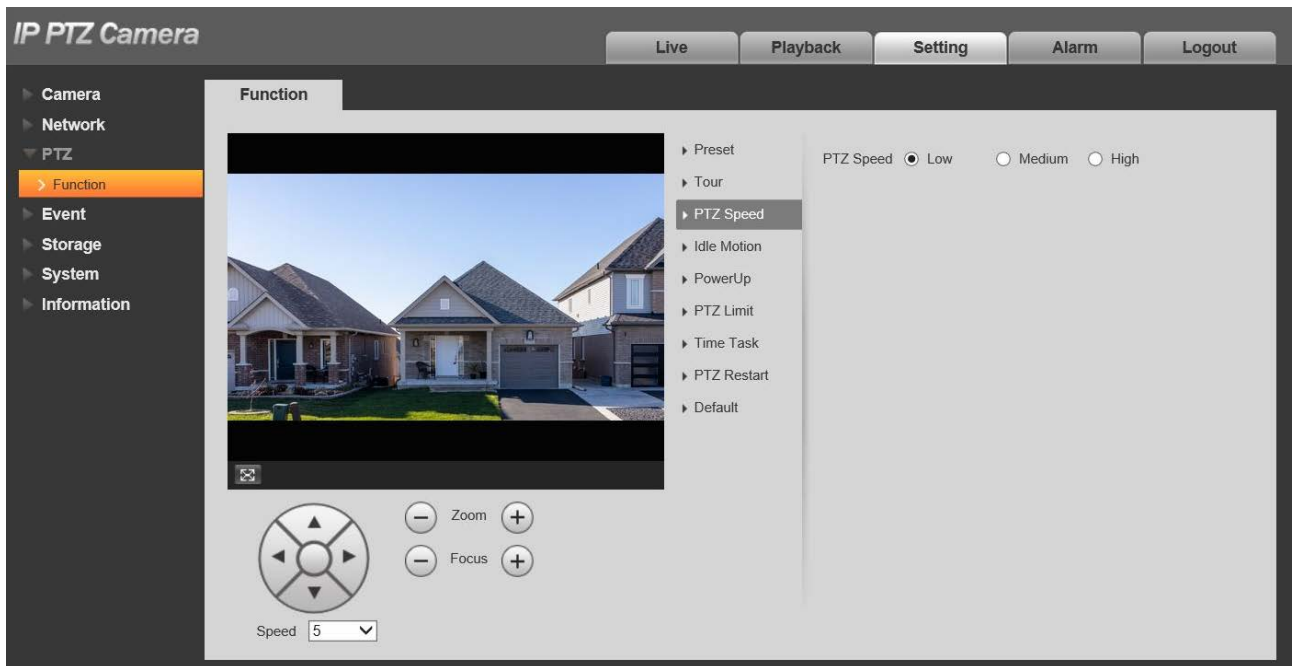 IP PTZ Camera
Live Playback Setting Alarm Logout
Camera
Network
PTZ
Function
Event
Storage
System
Information
Function
Preset
Tour
PTZ Speed
Idle Motion
PowerUp
PTZ Limit
Time Task
PTZ Restart
Default
PTZ Speed Low Medium High
Zoom
Focus
Speed 5